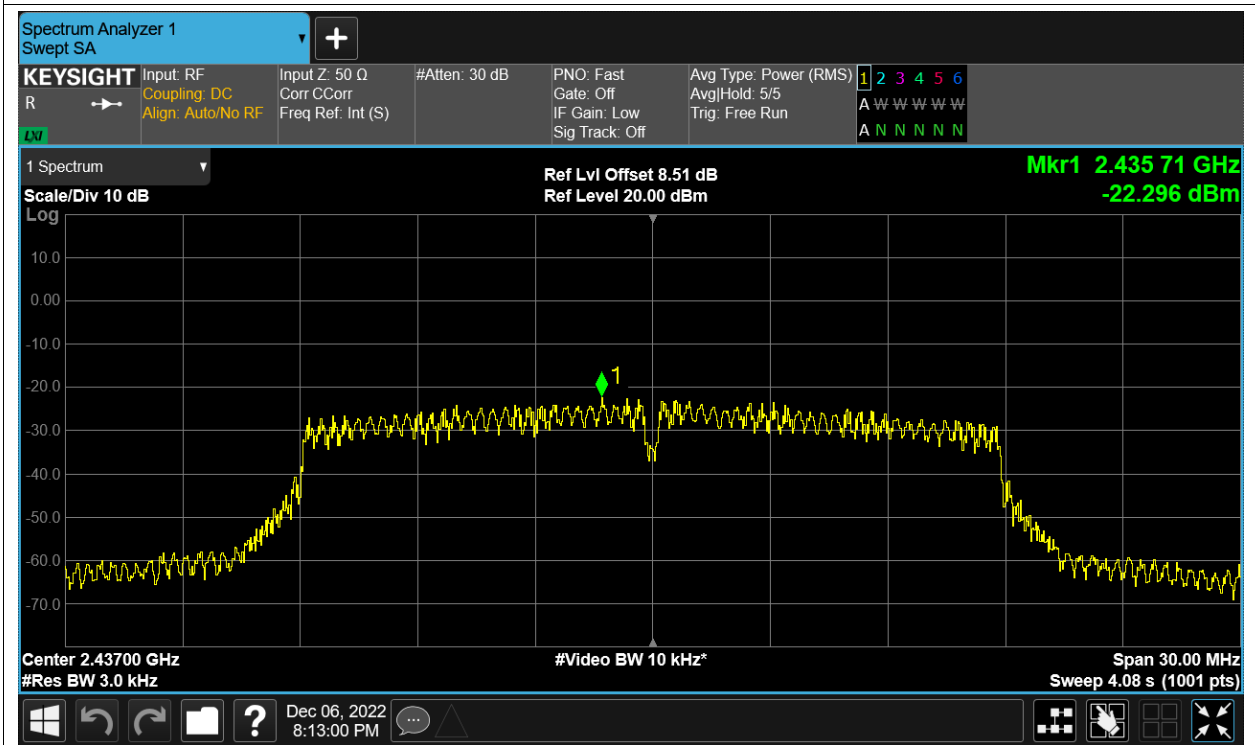 Spectrum Analyzer 1
Swept SA
+
KEYSIGHT
R
LXI
Input: RF
Coupling: DC
Align: Auto/No RF
Input Z: 50 Ω
Corr CCorr
Freq Ref: Int (S)
#Atten: 30 dB
PNO: Fast
Gate: Off
IF Gain: Low
Sig Track: Off
Avg Type: Power (RMS)
Avg|Hold: 5/5
Trig: Free Run
1 2 3 4 5 6
A W W W W W
A N N N N N
1 Spectrum
Scale/Div 10 dB
Log
Ref Lvl Offset 8.51 dB
Ref Level 20.00 dBm
Mkr1 2.435 71 GHz
-22.296 dBm
10.0
0.00
-10.0
-20.0
-30.0
-40.0
-50.0
-60.0
-70.0
1
Center 2.43700 GHz
#Res BW 3.0 kHz
#Video BW 10 kHz*
Span 30.00 MHz
Sweep 4.08 s (1001 pts)
?
Dec 06, 2022
8:13:00 PM